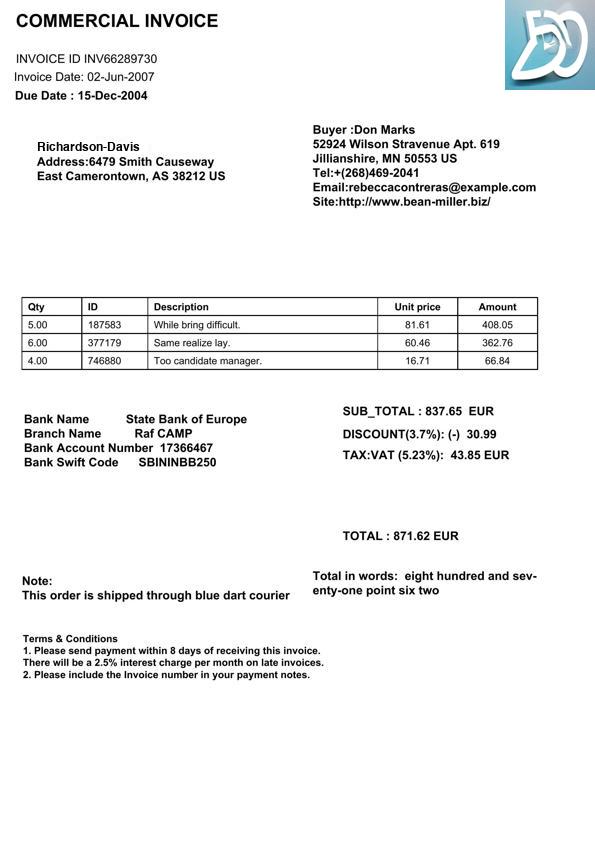 COMMERCIAL INVOICE
INVOICE ID INV66289730
Invoice Date: 02-Jun-2007
Due Date : 15-Dec-2004
Richardson-Davis
Address:6479 Smith Causeway
East Camerontown, AS 38212 US
Buyer :Don Marks
52924 Wilson Stravenue Apt. 619
Jillianshire, MN 50553 US
Tel:+(268)469-2041
Email:rebeccacontreras@example.com
Site:http://www.bean-miller.biz/
Qty ID Description Unit price Amount
5.00 187583 While bring difficult. 81.61 408.05
6.00 377179 Same realize lay. 60.46 362.76
4.00 746880 Too candidate manager. 16.71 66.84
Bank Name State Bank of Europe
Branch Name Raf CAMP
Bank Account Number 17366467
Bank Swift Code SBININBB250
SUB_TOTAL : 837.65 EUR
DISCOUNT(3.7%): (-) 30.99
TAX:VAT (5.23%): 43.85 EUR
TOTAL : 871.62 EUR
Total in words: eight hundred and sev-
enty-one point six two
Note:
This order is shipped through blue dart courier
Terms & Conditions
1. Please send payment within 8 days of receiving this invoice.
There will be a 2.5% interest charge per month on late invoices.
2. Please include the Invoice number in your payment notes.